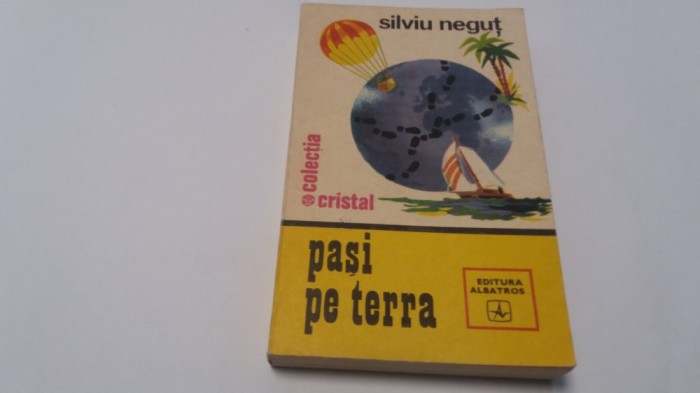 silviu neguț
colecția
cristal
pași
pe terra
EDITURA
ALBATROS